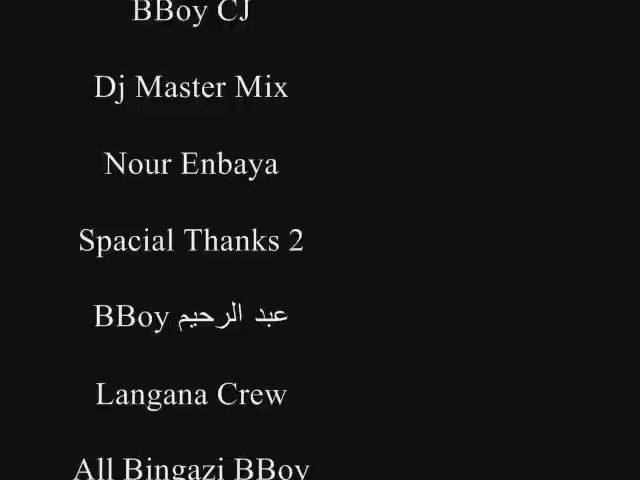 BBoy CJ
Dj Master Mix
Nour Enbaya
Spacial Thanks 2
BBoy عبد الرحيم
Langana Crew
All Bingazi BBoy